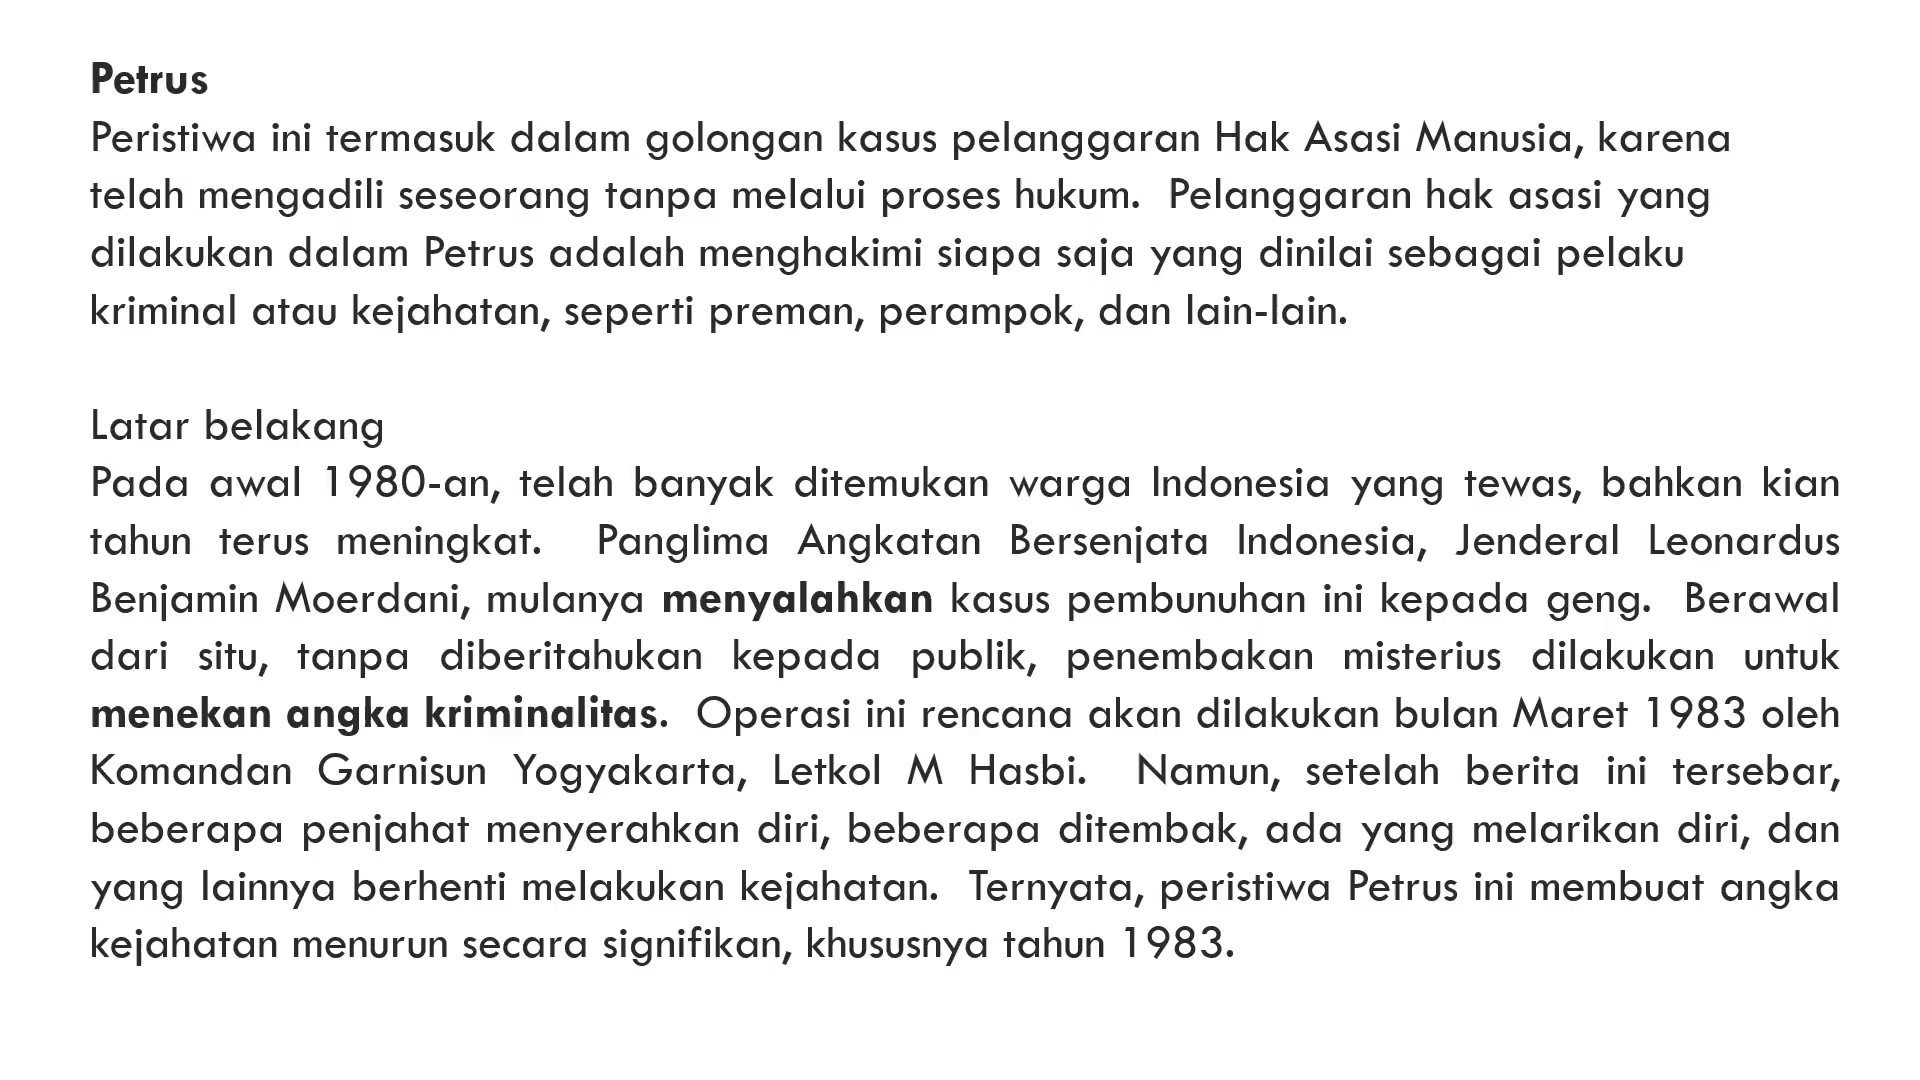 Petrus
Peristiwa ini termasuk dalam golongan kasus pelanggaran Hak Asasi Manusia, karena
telah mengadili seseorang tanpa melalui proses hukum.  Pelanggaran hak asasi yang
dilakukan dalam Petrus adalah menghakimi siapa saja yang dinilai sebagai pelaku
kriminal atau kejahatan, seperti preman, perampok, dan lain-lain.
Latar belakang
Pada awal 1980-an, telah banyak ditemukan warga Indonesia yang tewas, bahkan kian
tahun terus meningkat.  Panglima Angkatan Bersenjata Indonesia, Jenderal Leonardus
Benjamin Moerdani, mulanya menyalahkan kasus pembunuhan ini kepada geng.  Berawal
dari situ, tanpa diberitahukan kepada publik, penembakan misterius dilakukan untuk
menekan angka kriminalitas.  Operasi ini rencana akan dilakukan bulan Maret 1983 oleh
Komandan Garnisun Yogyakarta, Letkol M Hasbi.  Namun, setelah berita ini tersebar,
beberapa penjahat menyerahkan diri, beberapa ditembak, ada yang melarikan diri, dan
yang lainnya berhenti melakukan kejahatan.  Ternyata, peristiwa Petrus ini membuat angka
kejahatan menurun secara signifikan, khususnya tahun 1983.